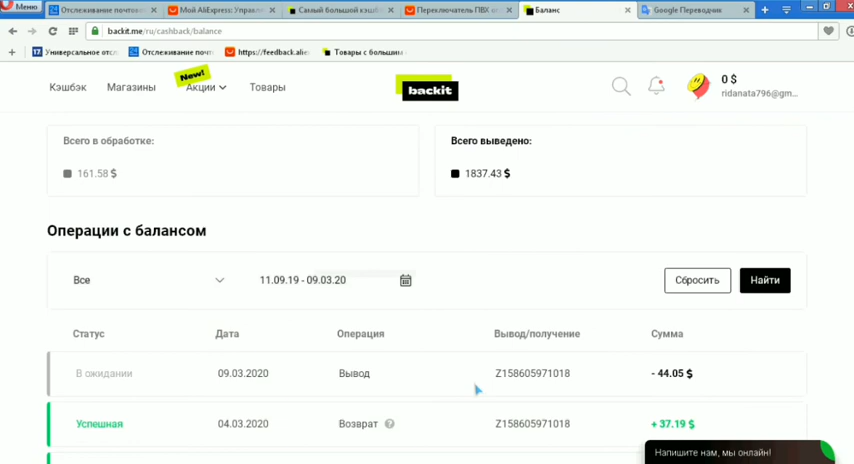 Меню
Отслеживание почтово
Мой AliExpress: Управле
Самый большой кэшбэ
Переключатель ПВХ кно
Баланс
Google Переводчик
backit.me/ru/cashback/balance
Универсальное отсл
Отслеживание почт
https://feedback.alie
Товары с большим
Кэшбэк
Магазины
New!
Акции
Товары
backit
0 $
ridanata796@gm...
Всего в обработке:
161.58 $
Всего выведено:
1837.43 $
Операции с балансом
Все
11.09.19 - 09.03.20
Сбросить
Найти
Статус Дата Операция Вывод/получение Сумма
В ожидании 09.03.2020 Вывод Z158605971018 - 44.05 $
Успешная 04.03.2020 Возврат ? Z158605971018 + 37.19 $
Напишите нам, мы онлайн!